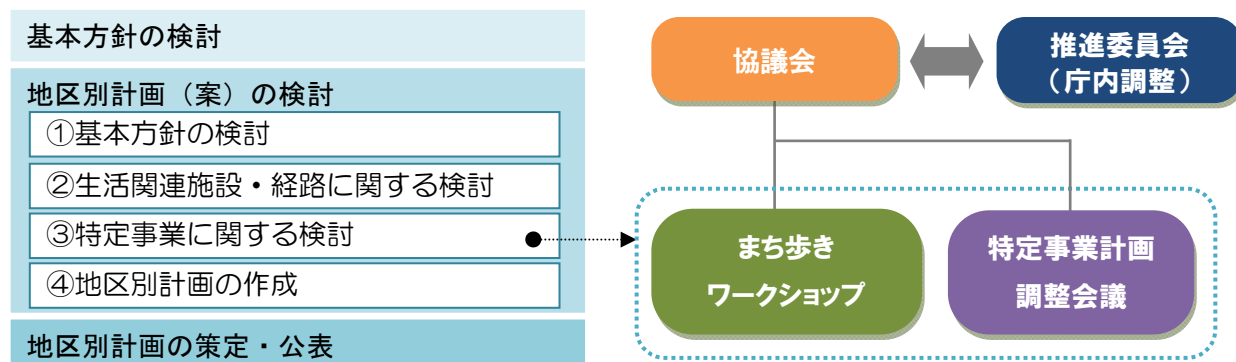 基本方針の検討
地区別計画（案）の検討
①基本方針の検討
②生活関連施設・経路に関する検討
③特定事業に関する検討
④地区別計画の作成
地区別計画の策定・公表
協議会
推進委員会
（庁内調整）
まち歩き
ワークショップ
特定事業計画
調整会議